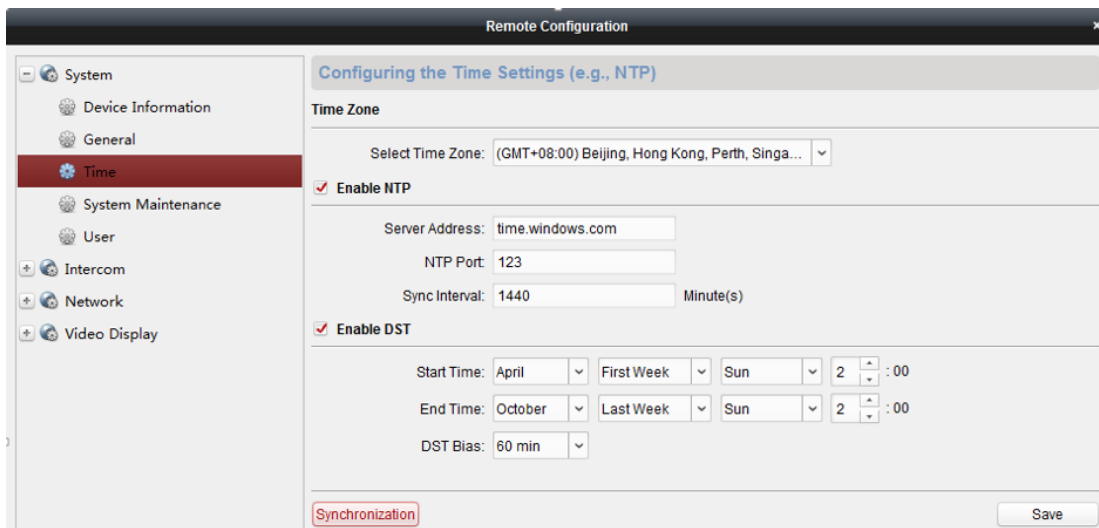 Remote Configuration
System
Device Information
General
Time
System Maintenance
User
Intercom
Network
Video Display
Configuring the Time Settings (e.g., NTP)
Time Zone
Select Time Zone: (GMT+08:00) Beijing, Hong Kong, Perth, Singa...
Enable NTP
Server Address: time.windows.com
NTP Port: 123
Sync Interval: 1440 Minute(s)
Enable DST
Start Time: April First Week Sun 2 : 00
End Time: October Last Week Sun 2 : 00
DST Bias: 60 min
Synchronization Save